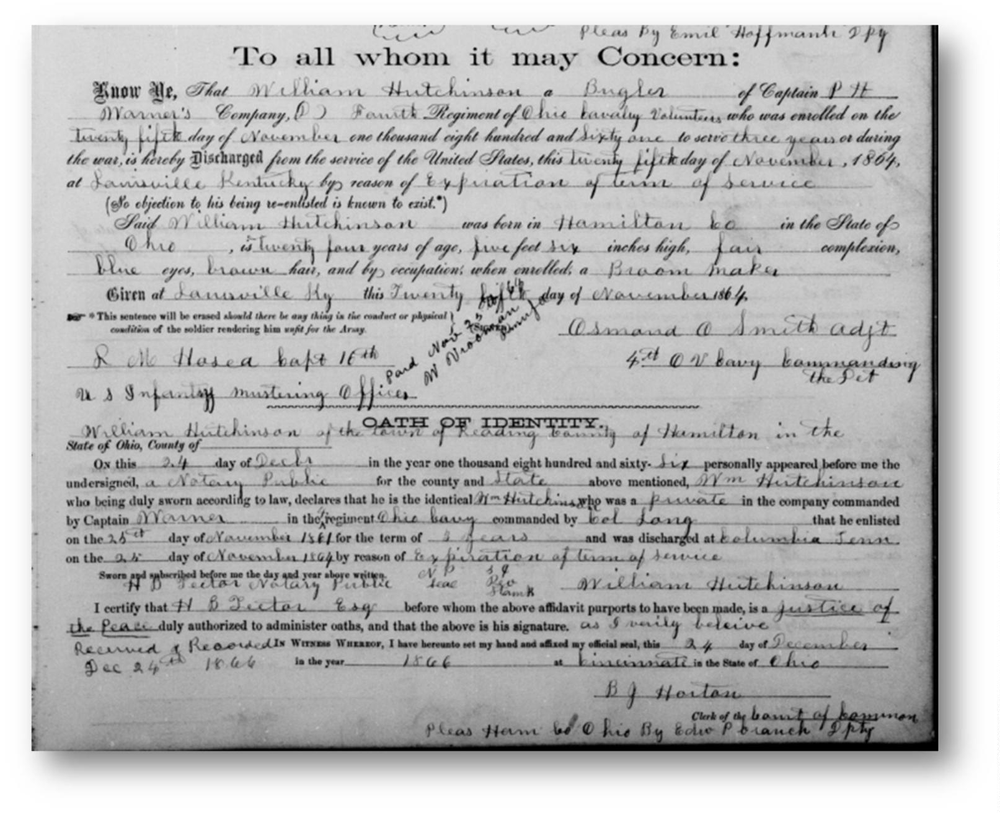 Pleas By Emil Hoffmann Dpy
To all whom it may Concern:
Know Ye, That William Hutchinson a Bugler of Captain P H
Warner's Company, (D) Fourth Regiment of Ohio Cavalry Volunteers who was enrolled on the
twenty fifth day of November one thousand eight hundred and sixty one to serve three years or during
the war, is hereby Discharged from the service of the United States, this twenty fifth day of November, 1864,
at Louisville Kentucky by reason of Expiration of term of service
(No objection to his being re-enlisted is known to exist.*)
Said William Hutchinson was born in Hamilton Co in the State of
Ohio, is twenty four years of age, five feet six inches high, fair complexion,
blue eyes, brown hair, and by occupation, when enrolled, a Broom Maker
Given at Louisville Ky this Twenty fifth day of November 1864.
* This sentence will be erased should there be any thing in the conduct or physical
condition of the soldier rendering him unfit for the Army.
Paid Nov 25 64
W Vrooman
Osmand O Smith Adjt
L M Hosea Capt 16th
4th O V Cavy Commanding
the Det
U S Infantry Mustering Officer
OATH OF IDENTITY.
William Hutchinson of the town of Reading County of Hamilton in the
State of Ohio, County of
On this 24 day of Decbr in the year one thousand eight hundred and sixty-six personally appeared before me the
undersigned, a Notary Public for the county and State above mentioned, Wm Hutchinson
who being duly sworn according to law, declares that he is the identical Wm Hutchins who was a private in the company commanded
by Captain Warner in the 4 regiment Ohio Cavy commanded by Col Long that he enlisted
on the 25th day of November 1861 for the term of 3 years and was discharged at Columbia Tenn
on the 25 day of November 1864 by reason of Expiration of term of service
Sworn and subscribed before me the day and year above written.
H B Teetor Notary Public
N P
Seal
5 ¢
Rev
Stamp
William Hutchinson
I certify that H B Teetor Esq before whom the above affidavit purports to have been made, is a Justice of
the Peace duly authorized to administer oaths, and that the above is his signature. as I verily beleive
Received & Recorded
Dec 24th 1866
In Witness Whereof, I have hereunto set my hand and affixed my official seal, this 24 day of December
in the year 1866 at Cincinnati in the State of Ohio
B J Horton
Clerk of the Court of Common
Pleas Ham Co Ohio By Edw P Cranch Dpty